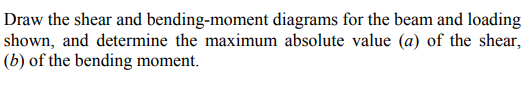 Draw the shear and bending-moment diagrams for the beam and loading
shown, and determine the maximum absolute value (a) of the shear,
(b) of the bending moment.